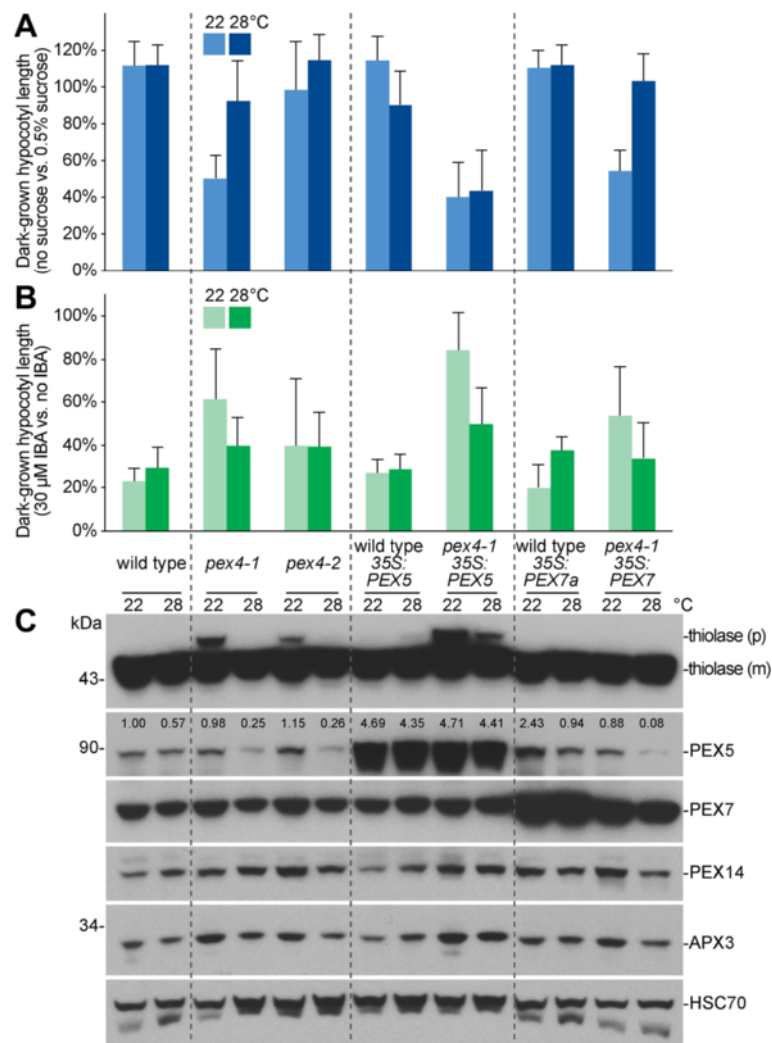 A
22 28°C
Dark-grown hypocotyl length
(no sucrose vs. 0.5% sucrose)
120%
100%
80%
60%
40%
20%
0%
B
22 28°C
Dark-grown hypocotyl length
(30 µM IBA vs. no IBA)
100%
80%
60%
40%
20%
0%
wild type
pex4-1
pex4-2
wild type
35S:
PEX5
pex4-1
35S:
PEX5
wild type
35S:
PEX7a
pex4-1
35S:
PEX7
22 28 22 28 22 28 22 28 22 28 22 28 22 28 °C
C
kDa
-thiolase (p)
-thiolase (m)
43-
1.00 0.57 0.98 0.25 1.15 0.26 4.69 4.35 4.71 4.41 2.43 0.94 0.88 0.08
90-
-PEX5
-PEX7
-PEX14
34-
-APX3
-HSC70